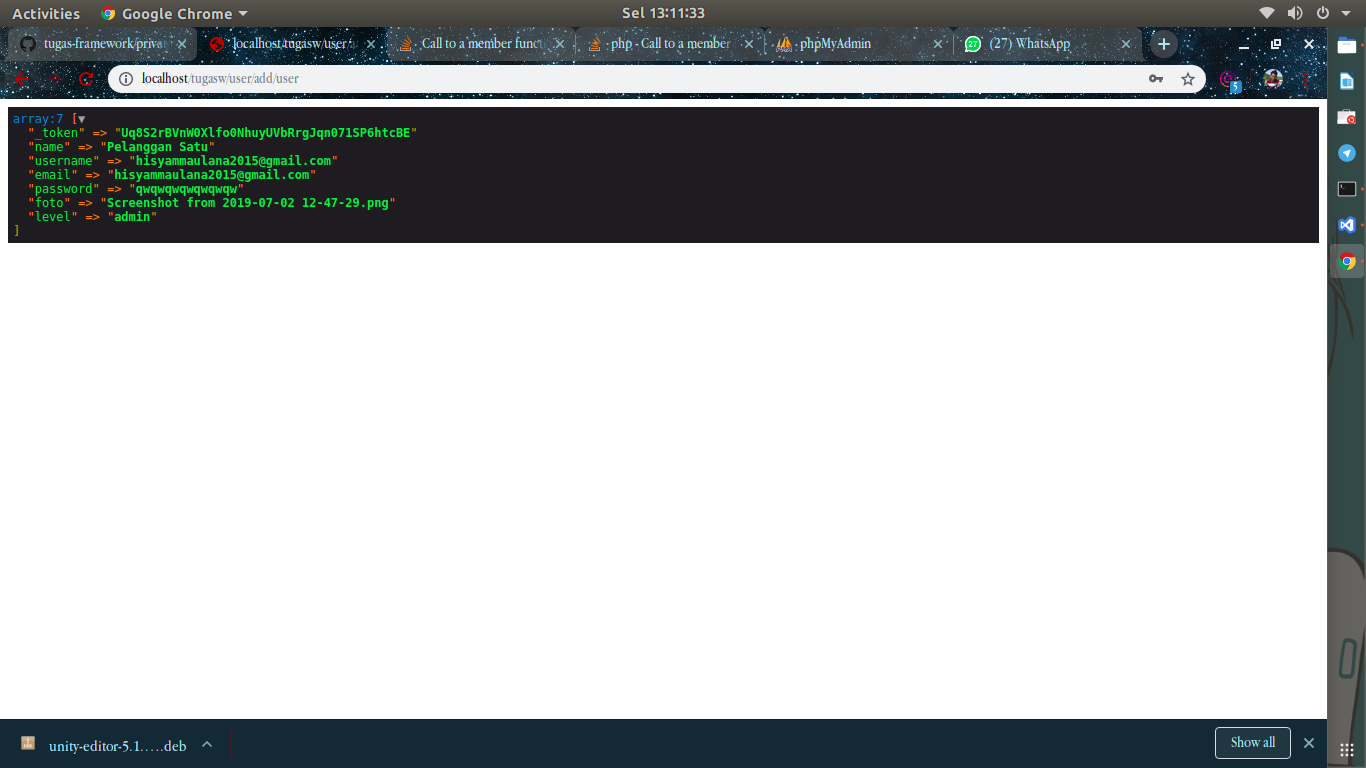 Activities Google Chrome Sel 13:11:33
tugas-framework/priva localhost/tugasw/user/a Call to a member func php - Call to a member phpMyAdmin (27) WhatsApp
localhost/tugasw/user/add/user
5
array:7 [▼
"_token" => "Uq8S2rBVnW0Xlfo0NhuyUVbRrgJqn071SP6htcBE"
"name" => "Pelanggan Satu"
"username" => "hisyammaulana2015@gmail.com"
"email" => "hisyammaulana2015@gmail.com"
"password" => "qwqwqwqwqwqwqw"
"foto" => "Screenshot from 2019-07-02 12-47-29.png"
"level" => "admin"
]
unity-editor-5.1.….deb Show all